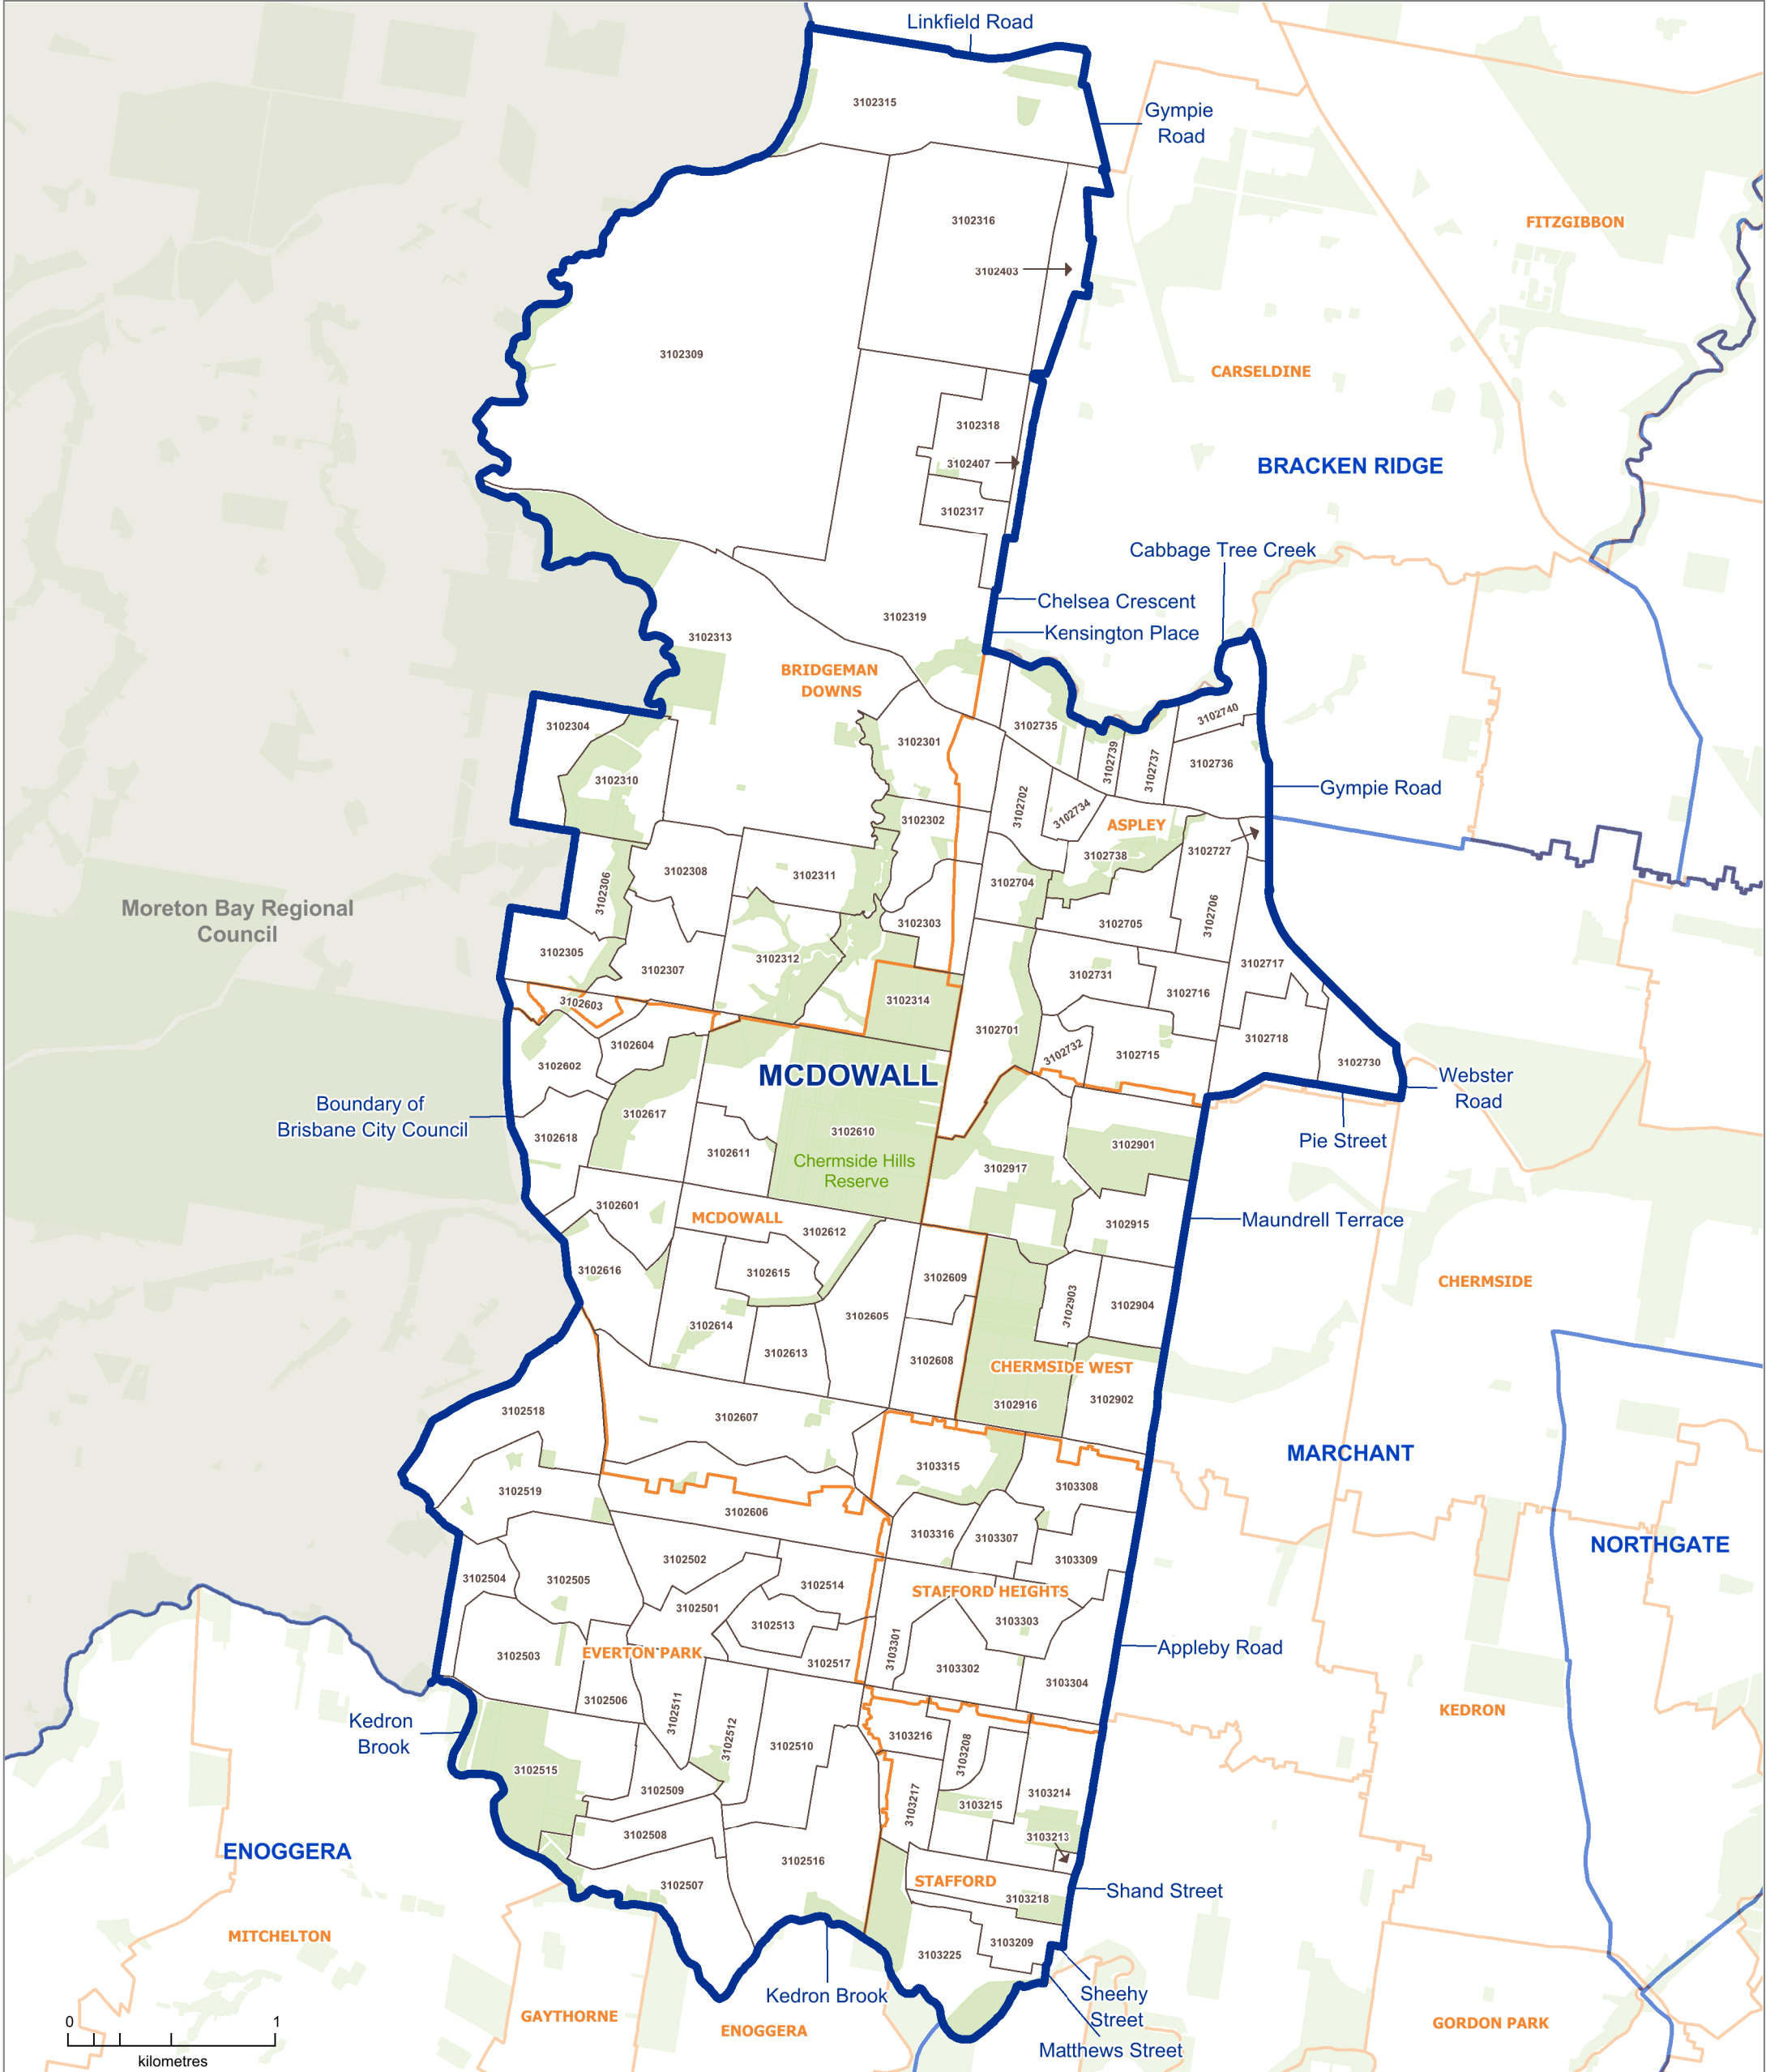 Linkfield Road
3102315
Gympie
Road
3102316
FITZGIBBON
3102403
3102309
CARSELDINE
3102318
3102407
BRACKEN RIDGE
3102317
Cabbage Tree Creek
Chelsea Crescent
3102319
Kensington Place
3102313
BRIDGEMAN
DOWNS
3102304
3102301
3102735
3102740
3102739
3102737
3102736
3102310
Gympie Road
3102702
3102734
3102302
ASPLEY
3102727
3102738
3102308
3102311
3102704
3102306
Moreton Bay Regional
Council
3102303
3102705
3102706
3102305
3102307
3102312
3102731
3102717
3102716
3102603
3102314
3102701
3102604
3102732
3102715
3102718
3102730
3102602
MCDOWALL
Webster
Road
Boundary of
Brisbane City Council
3102617
3102610
3102618
3102611
Chermside Hills
Reserve
3102901
3102917
Pie Street
3102601
MCDOWALL
3102612
3102915
Maundrell Terrace
3102616
3102615
3102609
CHERMSIDE
3102903
3102904
3102614
3102605
3102613
3102608
CHERMSIDE WEST
3102902
3102916
3102518
3102607
MARCHANT
3103315
3103308
3102519
3102606
3103316
3103307
NORTHGATE
3102502
3103309
3102504
3102505
3102514
STAFFORD HEIGHTS
3102501
3102513
3103303
3102503
EVERTON PARK
3102517
3103301
3103302
Appleby Road
3103304
3102506
3102511
3102512
KEDRON
Kedron
Brook
3102510
3103216
3103208
3102515
3102509
3103217
3103215
3103214
3102508
3103213
ENOGGERA
3102516
3102507
STAFFORD
3103218
Shand Street
MITCHELTON
3103225
3103209
Kedron Brook
Sheehy
Street
GAYTHORNE
ENOGGERA
GORDON PARK
Matthews Street
0 1
kilometres